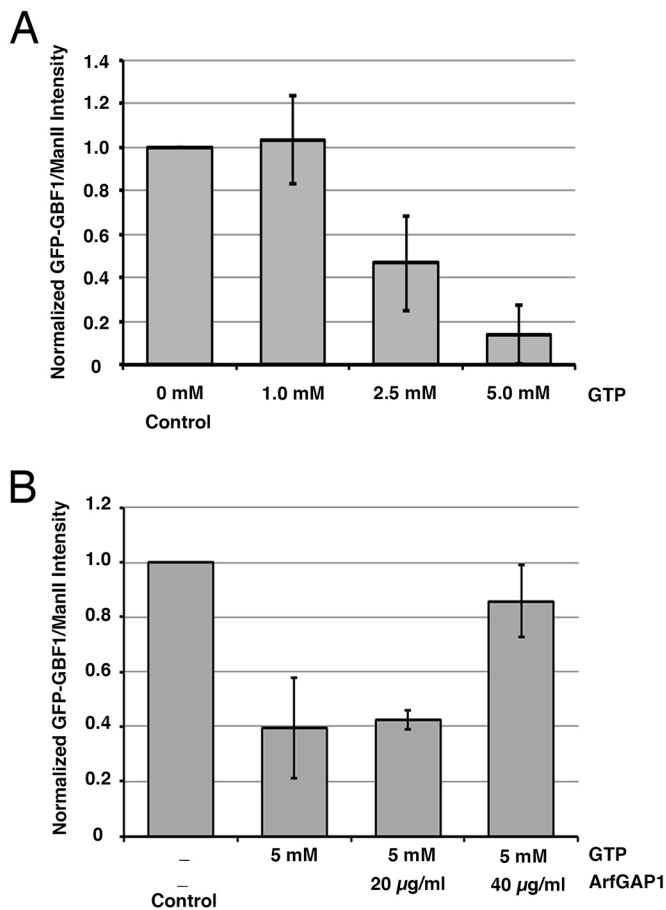 A
Normalized GFP-GBF1/ManII Intensity
1.4
1.2
1.0
0.8
0.6
0.4
0.2
0
0 mM 1.0 mM 2.5 mM 5.0 mM GTP
Control
B
Normalized GFP-GBF1/ManII Intensity
1.2
1.0
0.8
0.6
0.4
0.2
0
– 5 mM 5 mM 5 mM GTP
– 20 µg/ml 40 µg/ml ArfGAP1
Control